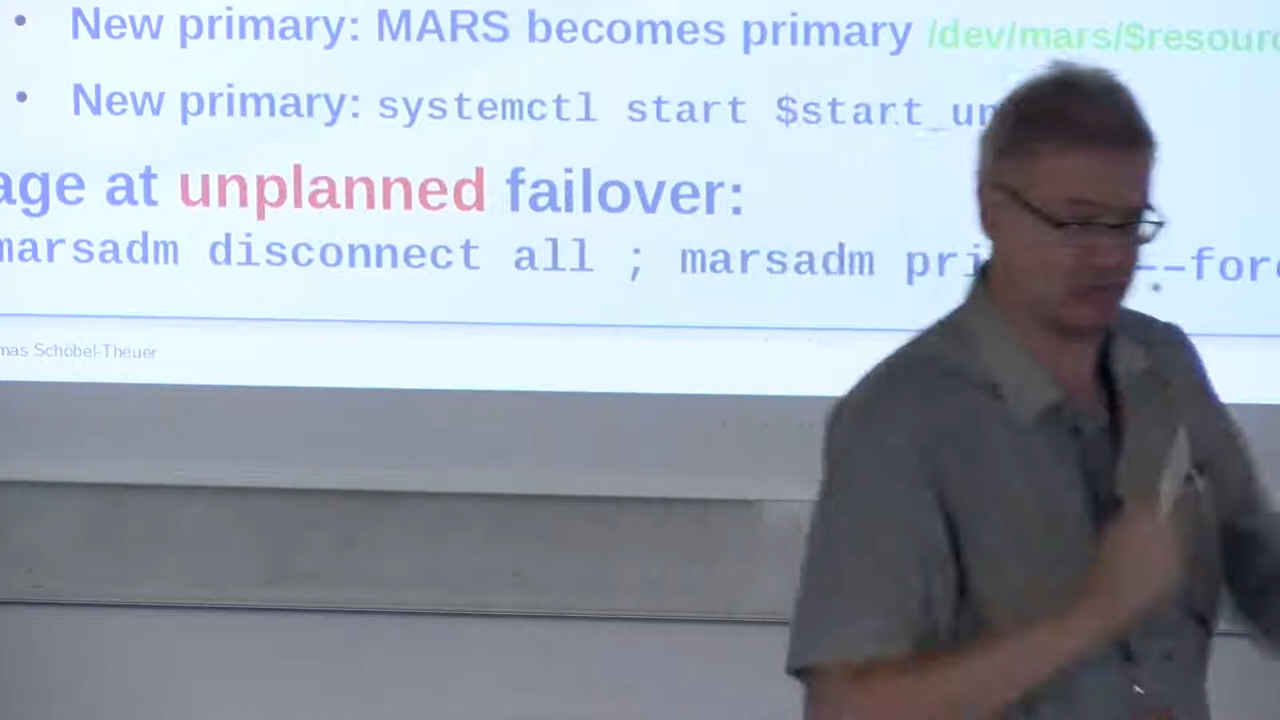 • New primary: MARS becomes primary /dev/mars/$resourc
• New primary: systemctl start $start_un
age at unplanned failover:
marsadm disconnect all ; marsadm pri --forc
mas Schöbel-Theuer